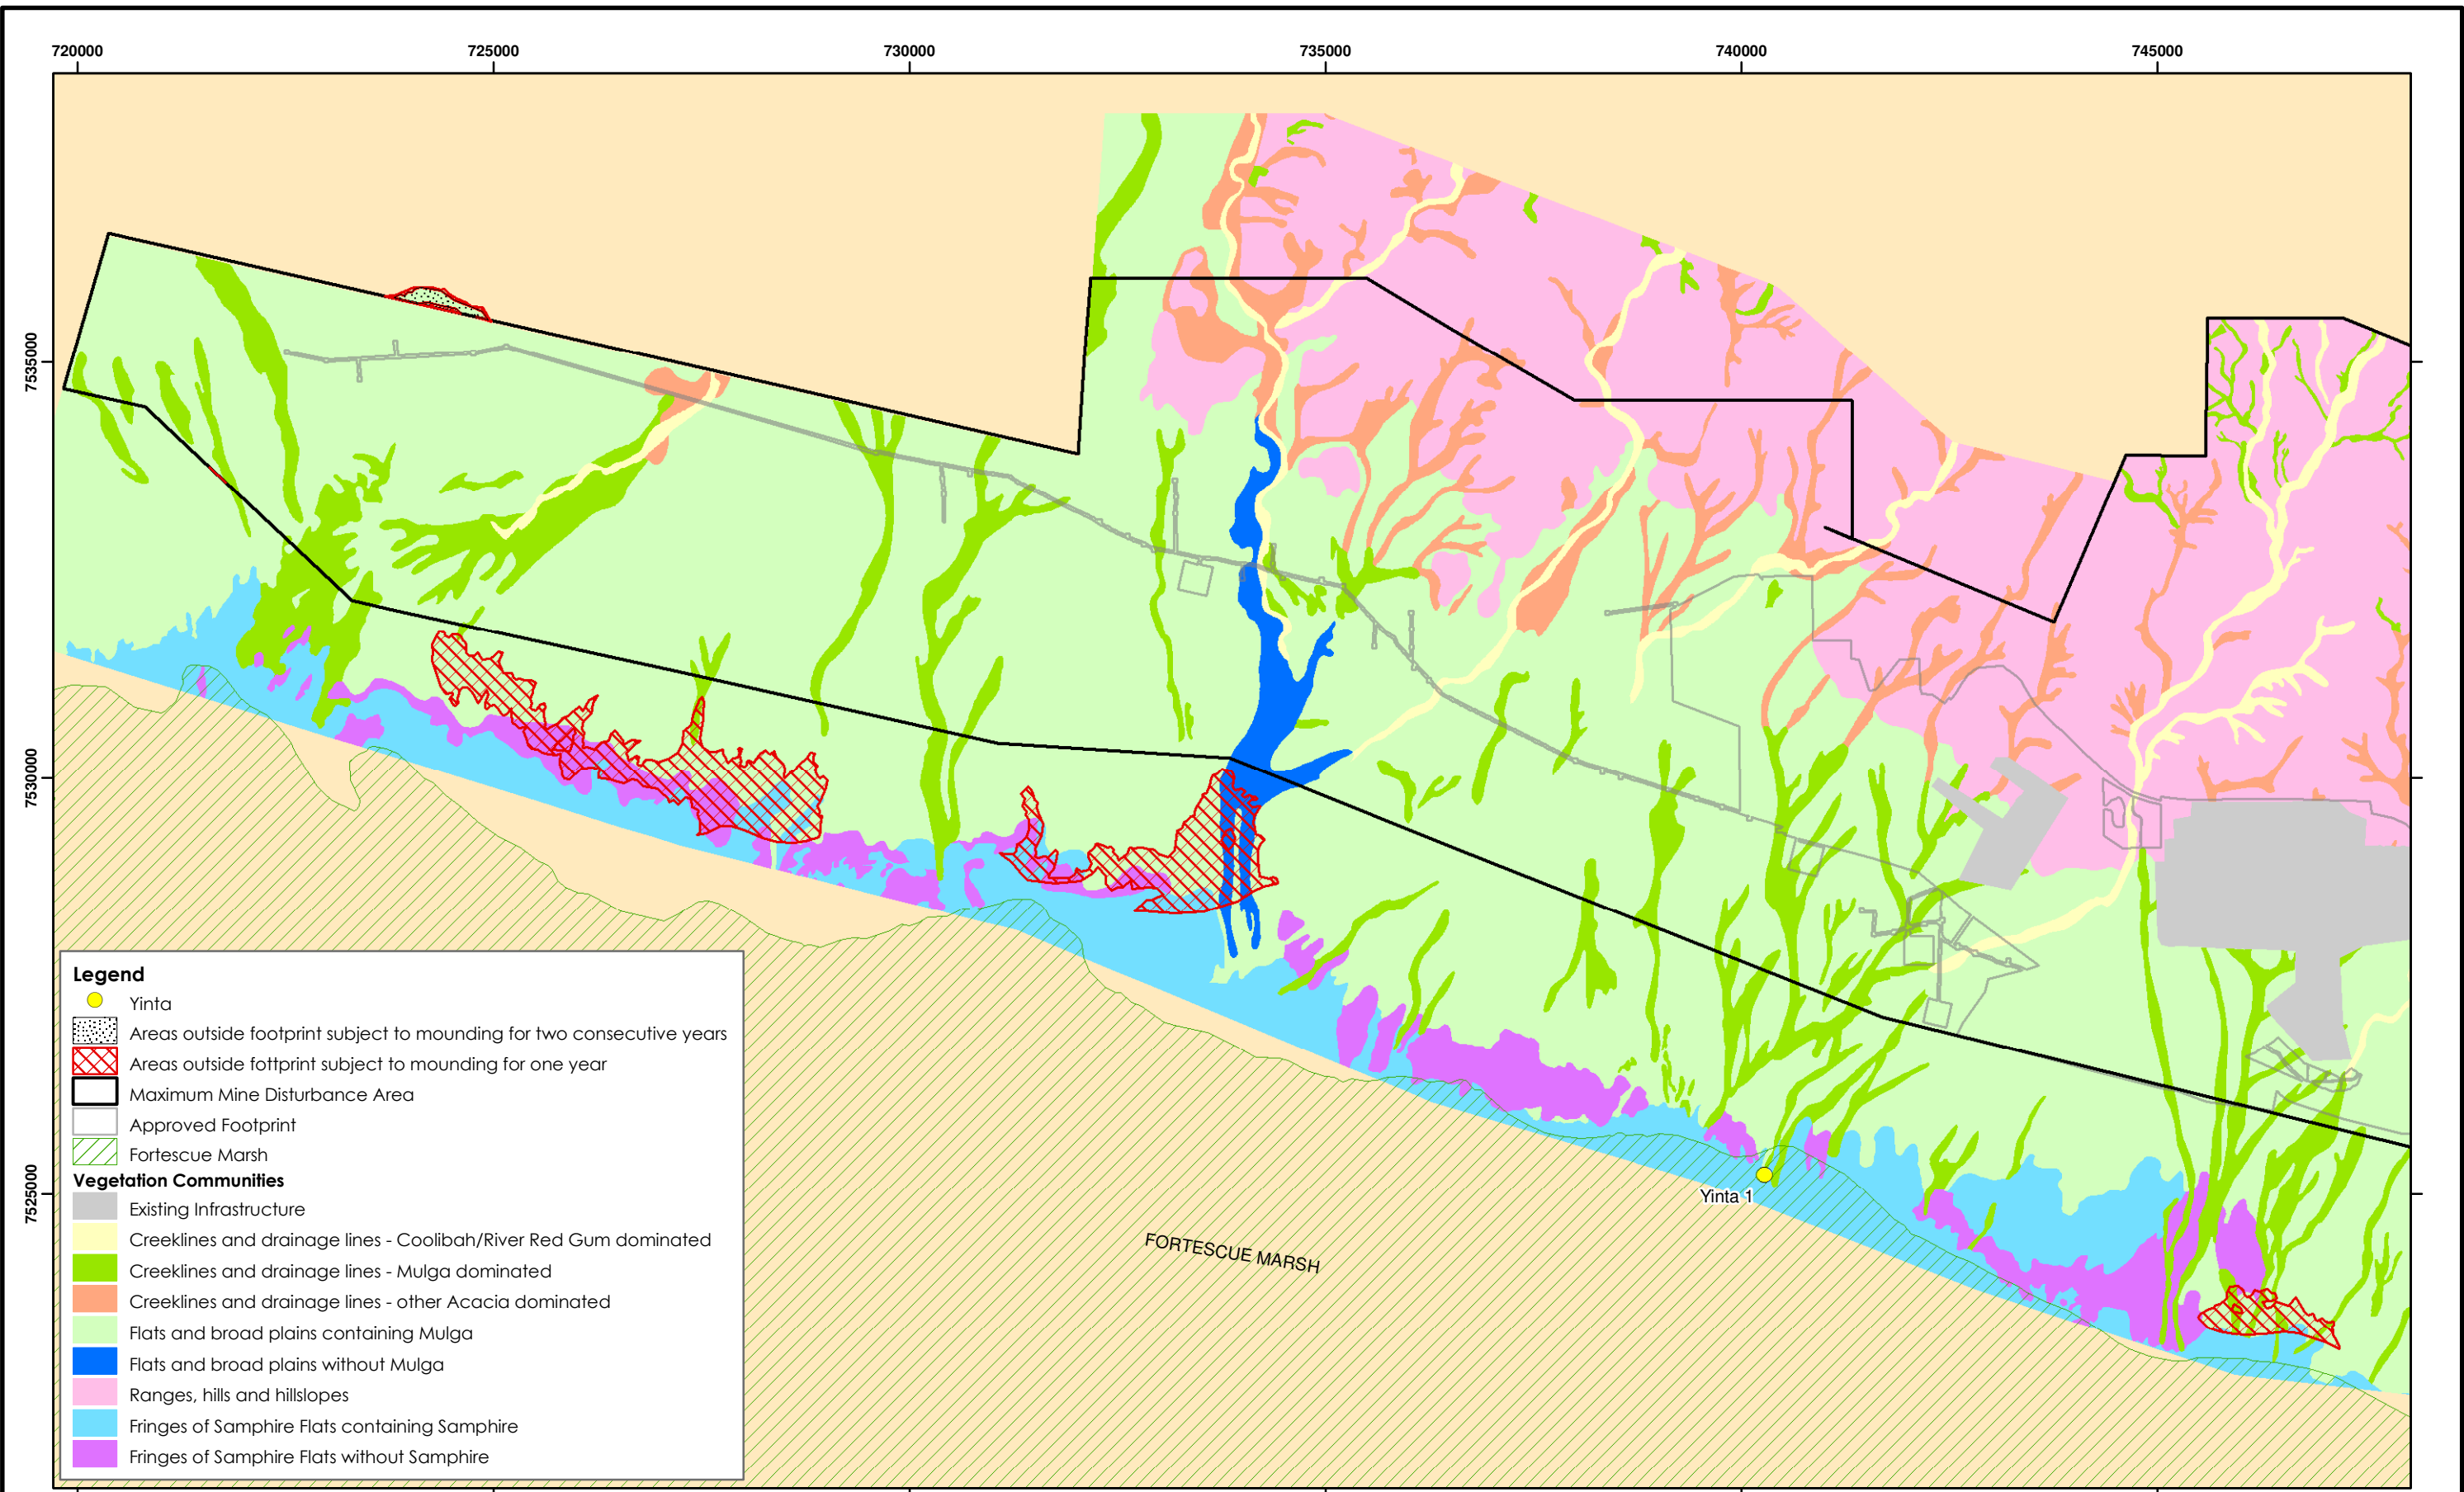 720000 725000 730000 735000 740000 745000
7535000
7530000
7525000
Yinta 1
FORTESCUE MARSH
Legend
Yinta
Areas outside footprint subject to mounding for two consecutive years
Areas outside fottprint subject to mounding for one year
Maximum Mine Disturbance Area
Approved Footprint
Fortescue Marsh
Vegetation Communities
Existing Infrastructure
Creeklines and drainage lines - Coolibah/River Red Gum dominated
Creeklines and drainage lines - Mulga dominated
Creeklines and drainage lines - other Acacia dominated
Flats and broad plains containing Mulga
Flats and broad plains without Mulga
Ranges, hills and hillslopes
Fringes of Samphire Flats containing Samphire
Fringes of Samphire Flats without Samphire